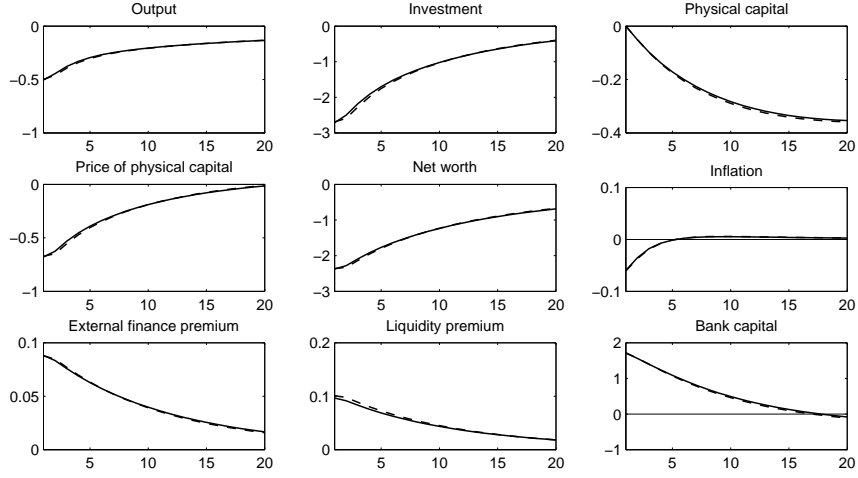 Output
0
−0.5
−1
5 10 15 20
Investment
0
−1
−2
−3
5 10 15 20
Physical capital
0
−0.2
−0.4
5 10 15 20
Price of physical capital
0
−0.5
−1
5 10 15 20
Net worth
0
−1
−2
−3
5 10 15 20
Inflation
0.1
0
−0.1
5 10 15 20
External finance premium
0.1
0.05
0
5 10 15 20
Liquidity premium
0.2
0.1
0
5 10 15 20
Bank capital
2
1
0
−1
5 10 15 20